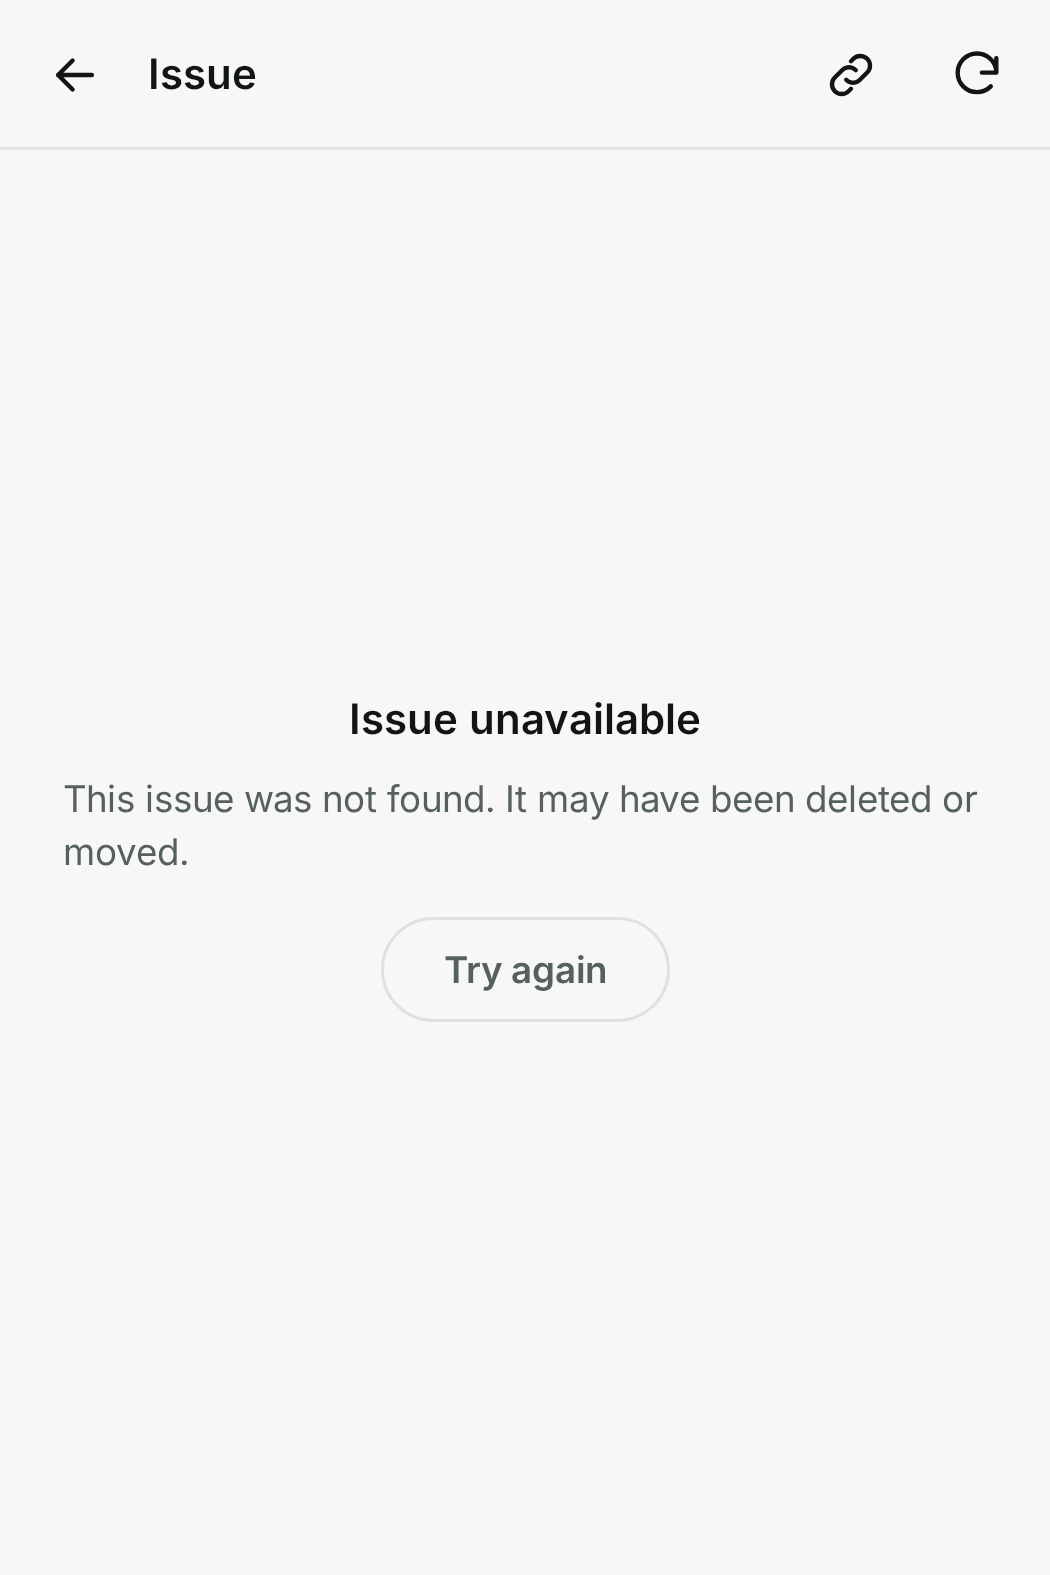 Issue
Issue unavailable
This issue was not found. It may have been deleted or
moved.
Try again